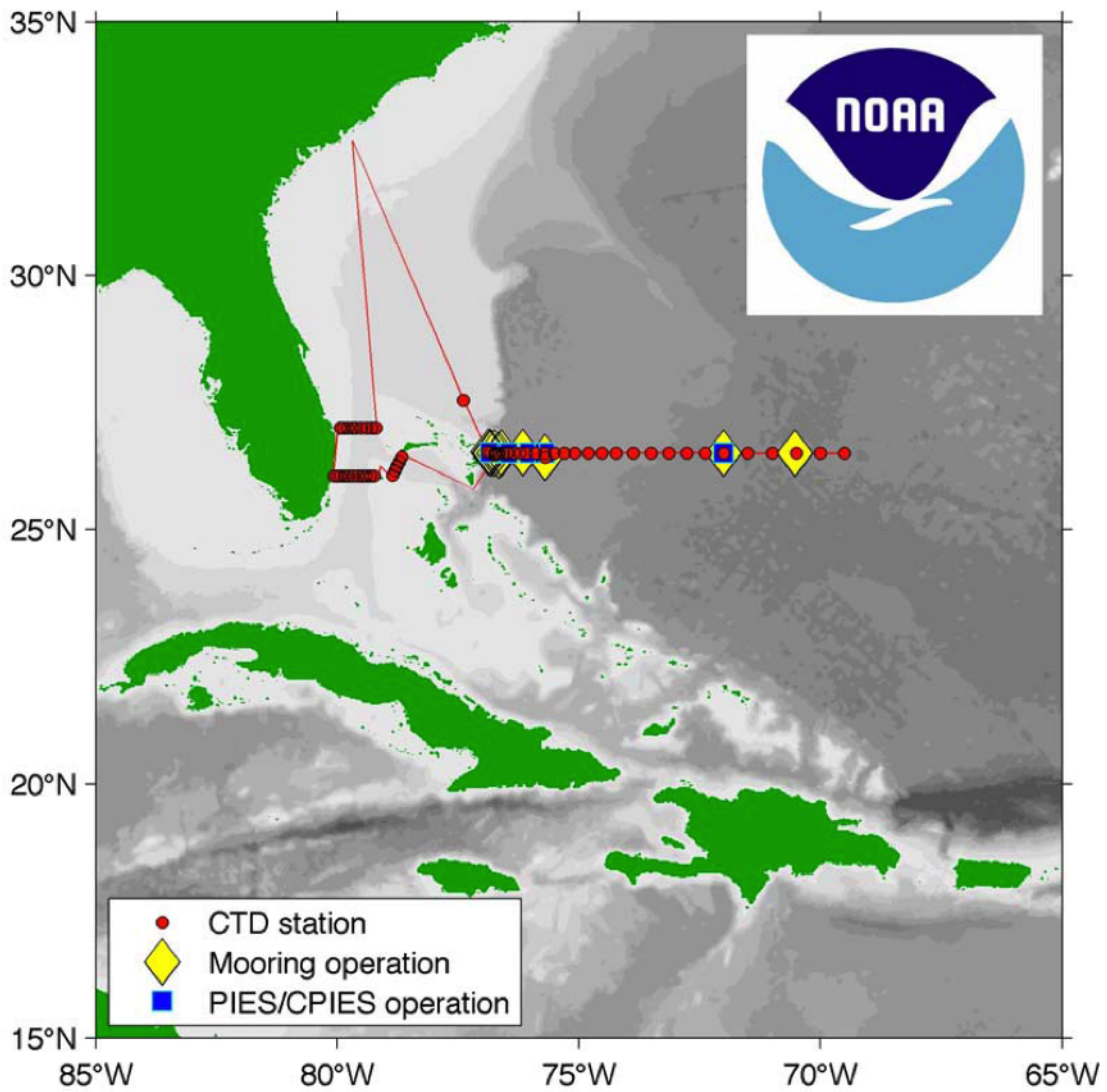 35°N
NOAA
30°N
25°N
20°N
CTD station
Mooring operation
PIES/CPIES operation
15°N
85°W 80°W 75°W 70°W 65°W